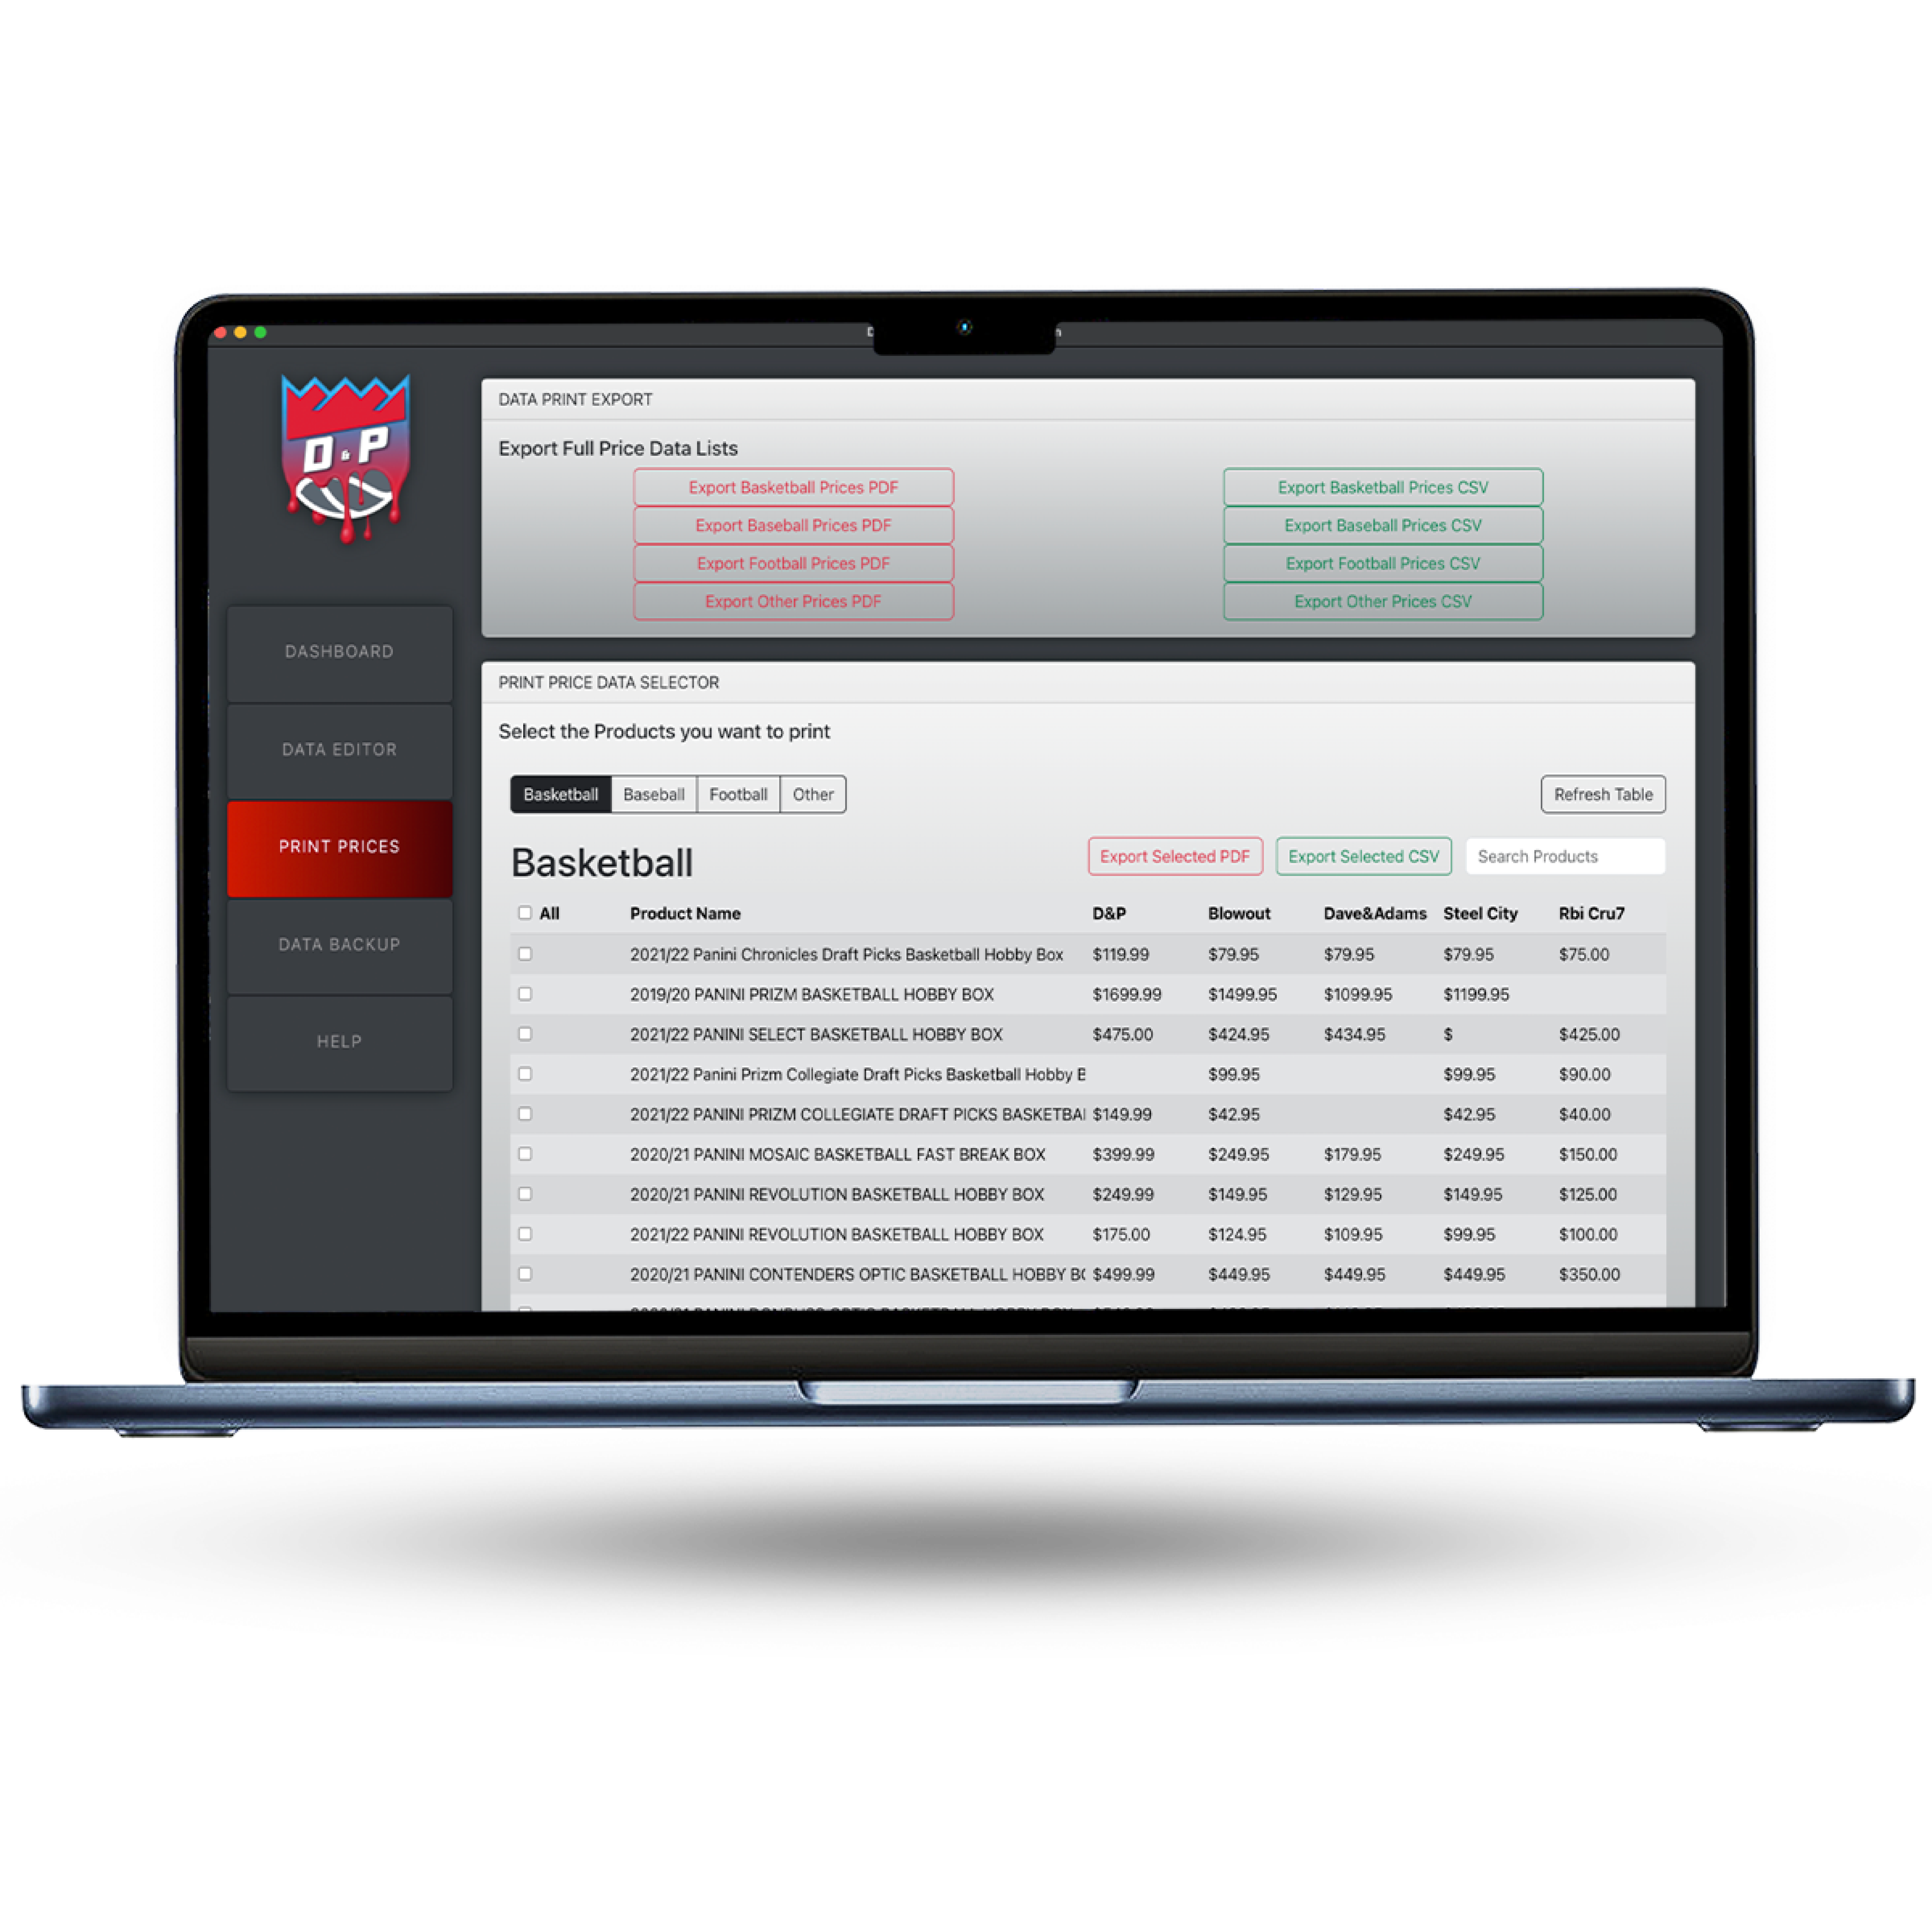 D & P
DASHBOARD
DATA EDITOR
PRINT PRICES
DATA BACKUP
HELP
DATA PRINT EXPORT
Export Full Price Data Lists
Export Basketball Prices PDF
Export Baseball Prices PDF
Export Football Prices PDF
Export Other Prices PDF
Export Basketball Prices CSV
Export Baseball Prices CSV
Export Football Prices CSV
Export Other Prices CSV
PRINT PRICE DATA SELECTOR
Select the Products you want to print
Basketball Baseball Football Other Refresh Table
Basketball Export Selected PDF Export Selected CSV Search Products
All Product Name D&P Blowout Dave&Adams Steel City Rbi Cru7
2021/22 Panini Chronicles Draft Picks Basketball Hobby Box $119.99 $79.95 $79.95 $79.95 $75.00
2019/20 PANINI PRIZM BASKETBALL HOBBY BOX $1699.99 $1499.95 $1099.95 $1199.95
2021/22 PANINI SELECT BASKETBALL HOBBY BOX $475.00 $424.95 $434.95 $ $425.00
2021/22 Panini Prizm Collegiate Draft Picks Basketball Hobby $99.95 $99.95 $90.00
2021/22 PANINI PRIZM COLLEGIATE DRAFT PICKS $149.99 $42.95 $42.95 $40.00
2020/21 PANINI MOSAIC BASKETBALL FAST BREAK BOX $399.99 $249.95 $179.95 $249.95 $150.00
2020/21 PANINI REVOLUTION BASKETBALL HOBBY BOX $249.99 $149.95 $129.95 $149.95 $125.00
2021/22 PANINI REVOLUTION BASKETBALL HOBBY BOX $175.00 $124.95 $109.95 $99.95 $100.00
2020/21 PANINI CONTENDERS OPTIC BASKETBALL HOBBY $499.99 $449.95 $449.95 $449.95 $350.00